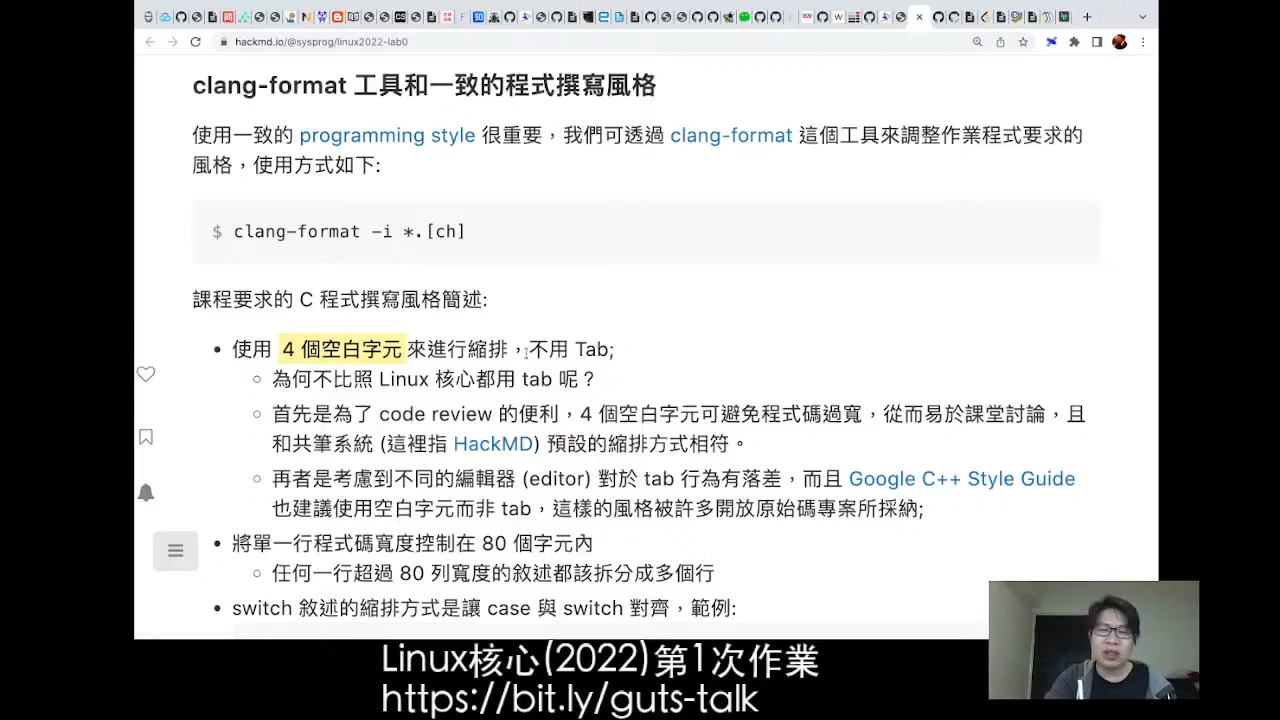 hackmd.io/@sysprog/linux2022-lab0
clang-format 工具和一致的程式撰寫風格
使用一致的 programming style 很重要，我們可透過 clang-format 這個工具來調整作業程式要求的
風格，使用方式如下:
$ clang-format -i *.[ch]
課程要求的 C 程式撰寫風格簡述:
• 使用 4 個空白字元來進行縮排，不用 Tab;
◦ 為何不比照 Linux 核心都用 tab 呢？
◦ 首先是為了 code review 的便利，4 個空白字元可避免程式碼過寬，從而易於課堂討論，且
和共筆系統 (這裡指 HackMD) 預設的縮排方式相符。
◦ 再者是考慮到不同的編輯器 (editor) 對於 tab 行為有落差，而且 Google C++ Style Guide
也建議使用空白字元而非 tab，這樣的風格被許多開放原始碼專案所採納;
• 將單一行程式碼寬度控制在 80 個字元內
◦ 任何一行超過 80 列寬度的敘述都該拆分成多個行
• switch 敘述的縮排方式是讓 case 與 switch 對齊，範例:
Linux核心(2022)第1次作業
https://bit.ly/guts-talk